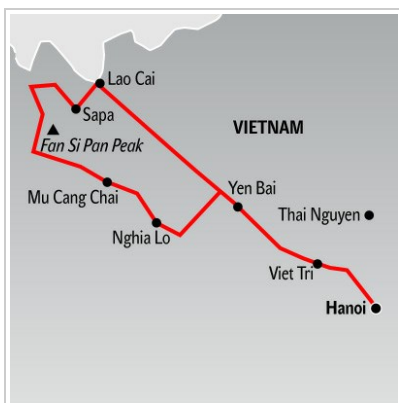 Lao Cai
Sapa
VIETNAM
Fan Si Pan Peak
Mu Cang Chai
Yen Bai
Thai Nguyen
Nghia Lo
Viet Tri
Hanoi